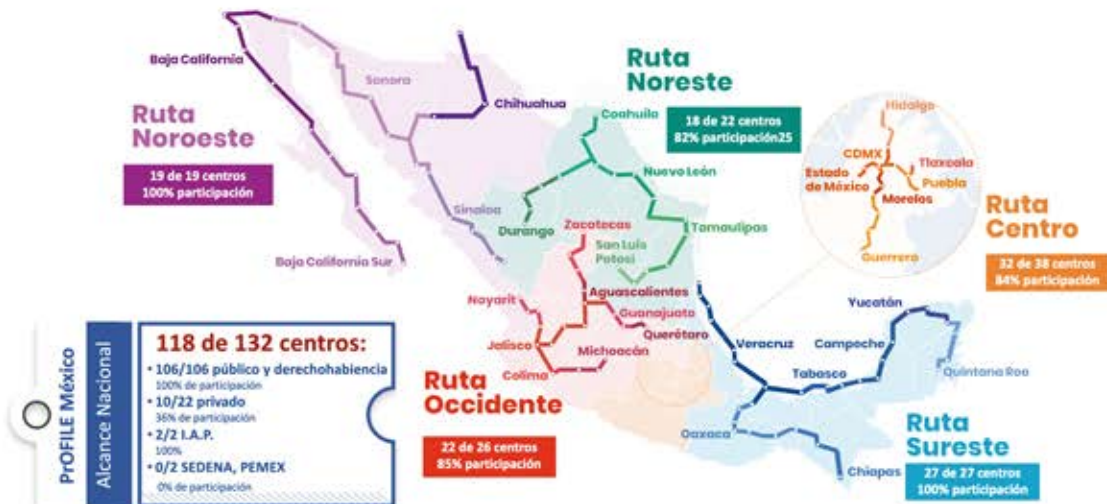 Baja California
Sonora
Chihuahua
Ruta
Noroeste
19 de 19 centros
100% participación
Sinaloa
Baja California Sur
Ruta
Noreste
18 de 22 centros
82% participación25
Coahuila
Nuevo León
Durango
Tamaulipas
San Luis
Potosí
Hidalgo
CDMX
Tlaxcala
Estado
de México
Puebla
Morelos
Guerrero
Ruta
Centro
32 de 38 centros
84% participación
Zacatecas
Nayarit
Aguascalientes
Guanajuato
Querétaro
Jalisco
Michoacán
Colima
Ruta
Occidente
22 de 26 centros
85% participación
Yucatán
Veracruz
Campeche
Tabasco
Quintana Roo
Oaxaca
Chiapas
Ruta
Sureste
27 de 27 centros
100% participación
PrOFILE México
Alcance Nacional
118 de 132 centros:
• 106/106 público y derechohabiencia
100% de participación
• 10/22 privado
36% de participación
• 2/2 I.A.P.
100%
• 0/2 SEDENA, PEMEX
0% de participación